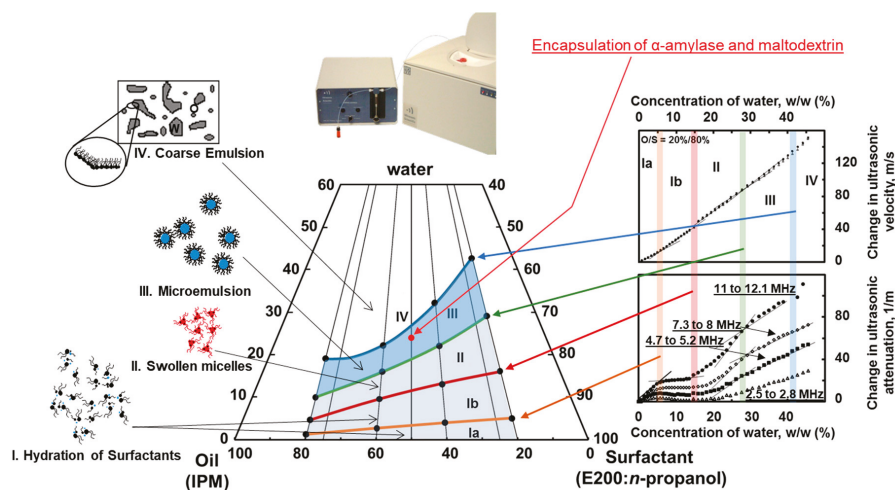 Encapsulation of α-amylase and maltodextrin
W
IV. Coarse Emulsion
III. Microemulsion
II. Swollen micelles
I. Hydration of Surfactants
water
60
40
50
50
40
60
30
70
20
80
10
90
0
100
100
80
60
40
20
0
IV
III
II
Ib
Ia
Oil
(IPM)
Surfactant
(E200:n-propanol)
Concentration of water, w/w (%)
0 10 20 30 40
O/S = 20%/80%
Ia
Ib
II
III
IV
120
80
40
0
Change in ultrasonic
velocity, m/s
11 to 12.1 MHz
7.3 to 8 MHz
4.7 to 5.2 MHz
2.5 to 2.8 MHz
80
40
0
Change in ultrasonic
attenuation, 1/m
0 10 20 30 40
Concentration of water, w/w (%)